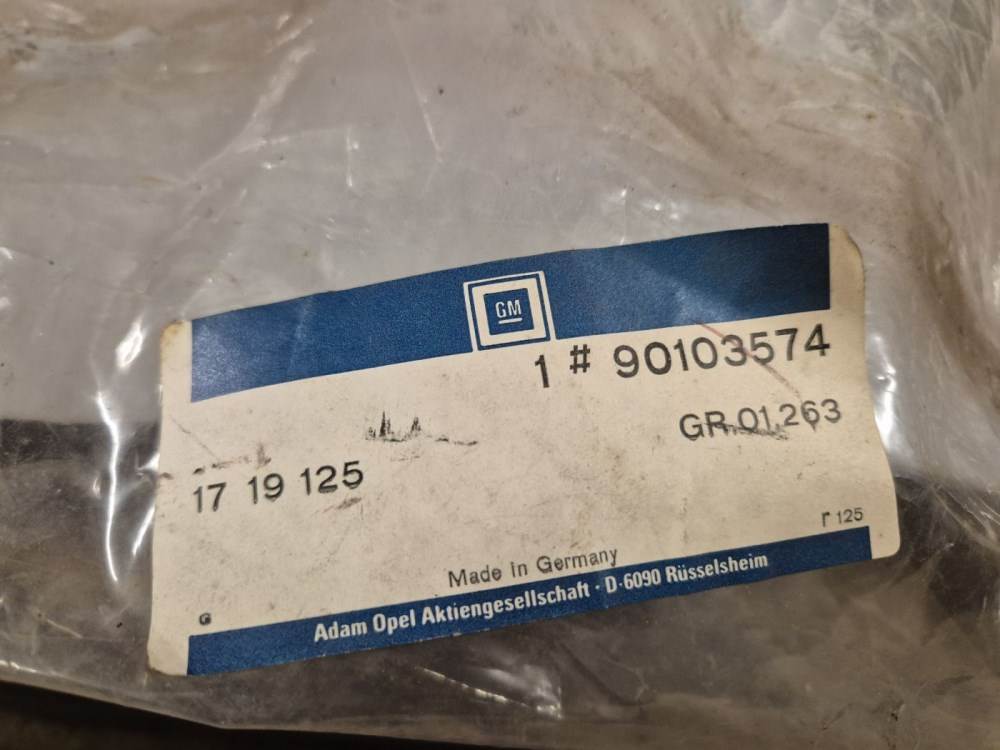 GM
1 # 90103574
GR.01.263
17 19 125
Γ 125
Made in Germany
G
Adam Opel Aktiengesellschaft · D-6090 Rüsselsheim